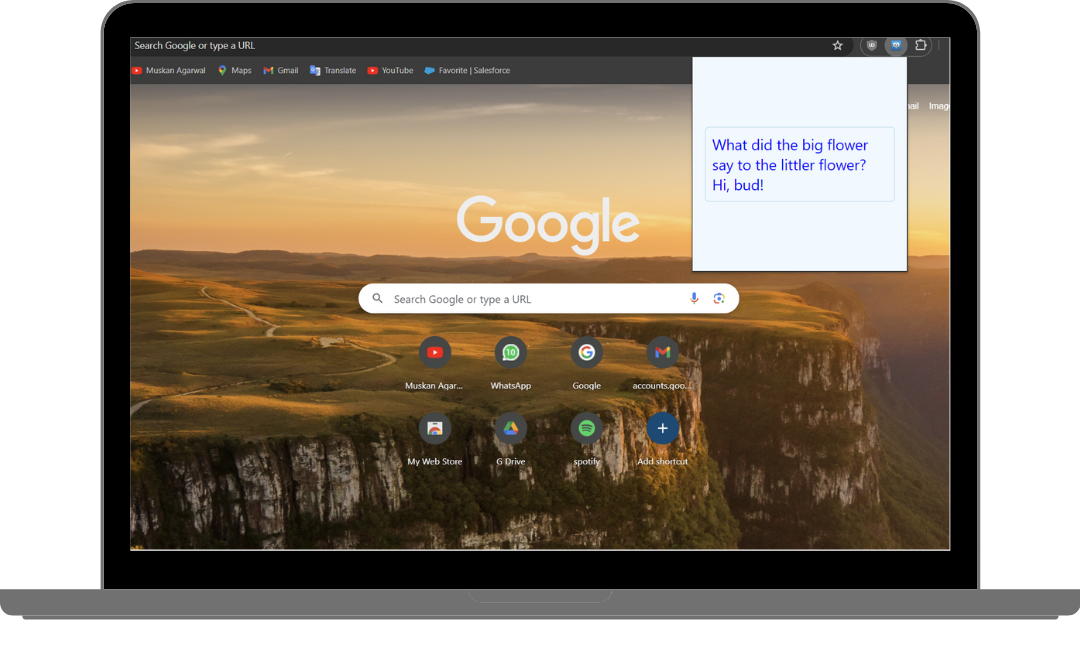 Search Google or type a URL
Muskan Agarwal Maps Gmail Translate YouTube Favorite | Salesforce
ail Imag
What did the big flower
say to the littler flower?
Hi, bud!
Google
Search Google or type a URL
10
Muskan Agar... WhatsApp Google accounts.goo...
My Web Store G Drive spotify Add shortcut